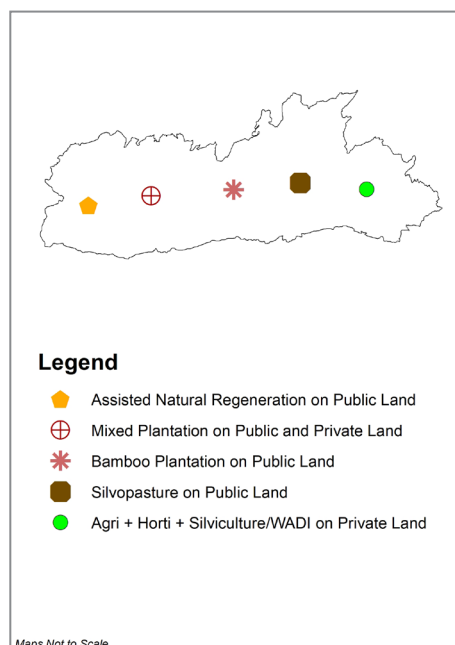 Legend
Assisted Natural Regeneration on Public Land
Mixed Plantation on Public and Private Land
Bamboo Plantation on Public Land
Silvopasture on Public Land
Agri + Horti + Silviculture/WADI on Private Land
Maps Not to Scale